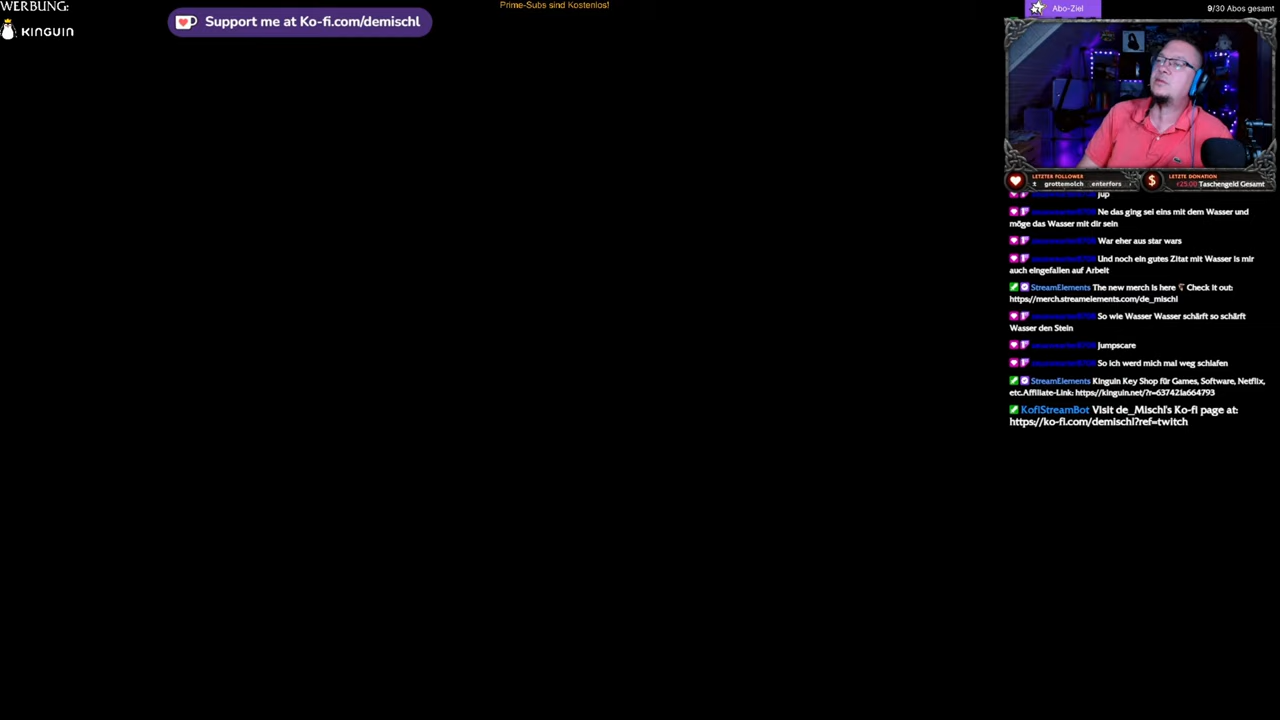 WERBUNG:
KINGUIN
Support me at Ko-fi.com/demischl
Prime-Subs sind Kostenlos!
Abo-Ziel
9/30 Abos gesamt
LETZTER FOLLOWER
grottemolch enterfors
LETZTE DONATION
25.00 Taschengeld Gesamt
Jup
Ne das ging sei eins mit dem Wasser und
möge das Wasser mit dir sein
War eher aus star wars
Und noch ein gutes Zitat mit Wasser is mir
auch eingefallen auf Arbeit
StreamElements The new merch is here Check it out:
https://merch.streamelements.com/de_mischl
So wie Wasser Wasser schärft so schärft
Wasser den Stein
Jumpscare
So ich werd mich mal weg schlafen
StreamElements Kinguin Key Shop für Games, Software, Netflix,
etc.Affiliate-Link: https://kinguin.net/?r=637421a664793
KofiStreamBot Visit de_Mischl's Ko-fi page at:
https://ko-fi.com/demischl?ref=twitch